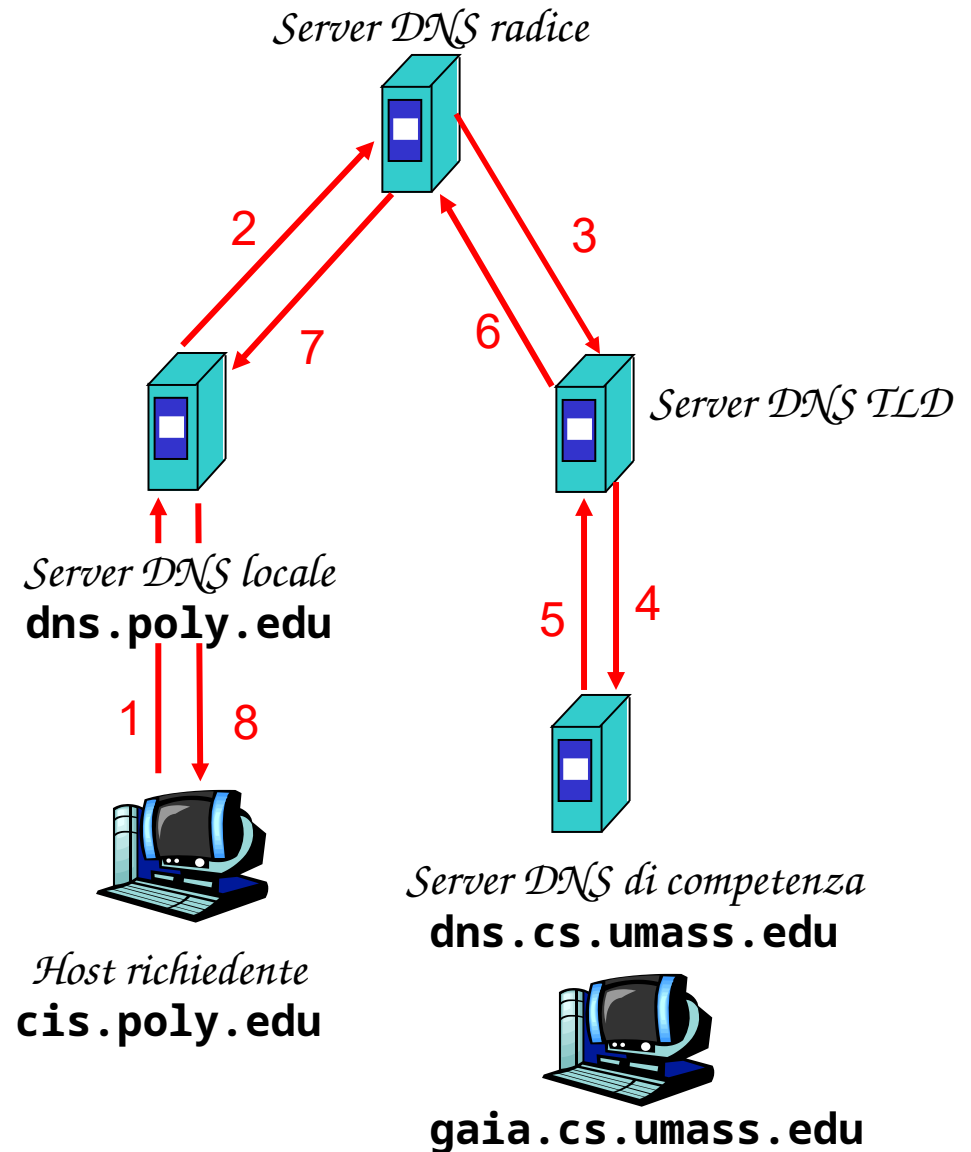 Server DNS radice
2
3
7
6
Server DNS TLD
Server DNS locale
dns.poly.edu
5
4
1
8
Server DNS di competenza
dns.cs.umass.edu
Host richiedente
cis.poly.edu
gaia.cs.umass.edu